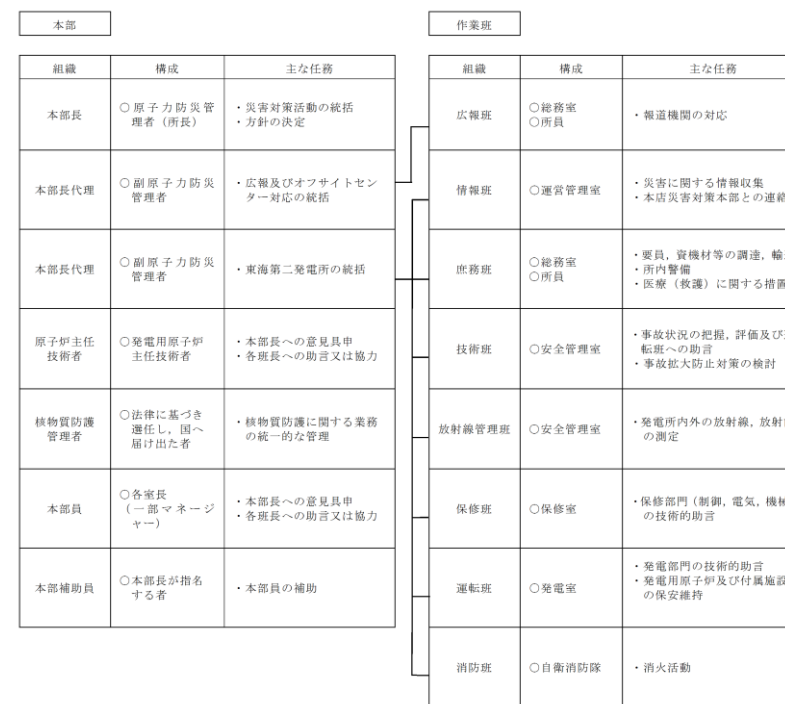 本部
組織
構成
主な任務
本部長
○原子力防災管
理者（所長）
・災害対策活動の統括
・方針の決定
本部長代理
○副原子力防災
管理者
・広報及びオフサイトセン
ター対応の統括
本部長代理
○副原子力防災
管理者
・東海第二発電所の統括
原子炉主任
技術者
○発電用原子炉
主任技術者
・本部長への意見具申
・各班長への助言又は協力
核物質防護
管理者
○法律に基づき
選任し，国へ
届け出た者
・核物質防護に関する業務
の統一的な管理
本部員
○各室長
（一部マネージ
ャー）
・本部長への意見具申
・各班長への助言又は協力
本部補助員
○本部長が指名
する者
・本部員の補助
作業班
組織
構成
主な任務
広報班
○総務室
○所員
・報道機関の対応
情報班
○運営管理室
・災害に関する情報収集
・本店災害対策本部との連絡
庶務班
○総務室
○所員
・要員，資機材等の調達，輸
・所内警備
・医療（救護）に関する措置
技術班
○安全管理室
・事故状況の把握，評価及び
転班への助言
・事故拡大防止対策の検討
放射線管理班
○安全管理室
・発電所内外の放射線，放射
の測定
保修班
○保修室
・保修部門（制御，電気，機械
の技術的助言
運転班
○発電室
・発電部門の技術的助言
・発電用原子炉及び付属施設
の保安維持
消防班
○自衛消防隊
・消火活動